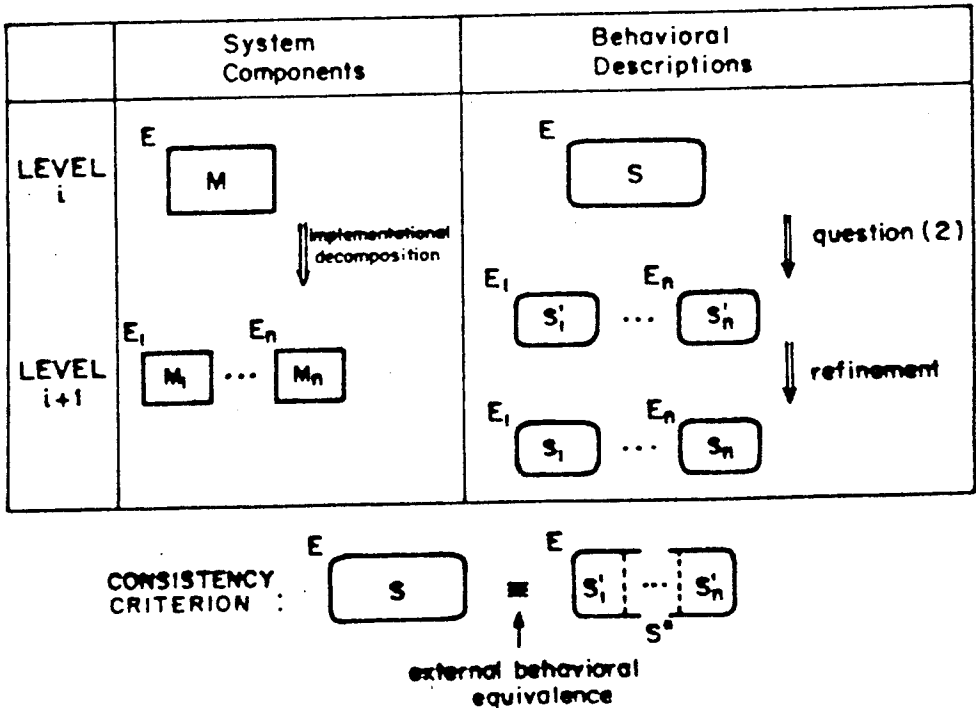 System
Components
Behavioral
Descriptions
LEVEL
i
E
M
E
S
implementational
decomposition
question (2)
E₁ Eₙ
S'₁ ... S'ₙ
LEVEL
i+1
E₁ Eₙ
M₁ ... Mₙ
refinement
E₁ Eₙ
S₁ ... Sₙ
CONSISTENCY
CRITERION :
E
S
≡
E
S'₁ ... S'ₙ
S*
external behavioral
equivalence